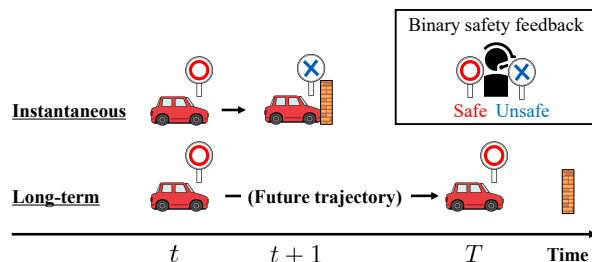 Binary safety feedback
Safe Unsafe
Instantaneous
Long-term
(Future trajectory)
t
t + 1
T
Time